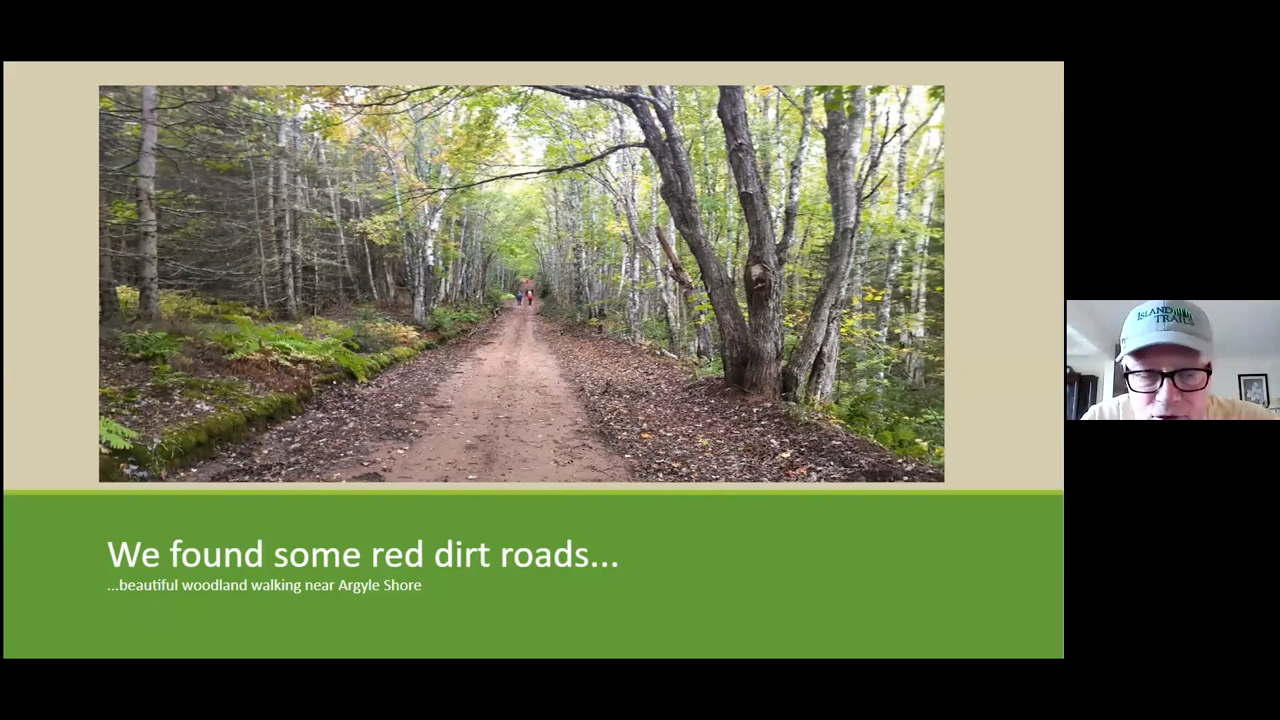 We found some red dirt roads...
...beautiful woodland walking near Argyle Shore
ISLAND
TRAILS